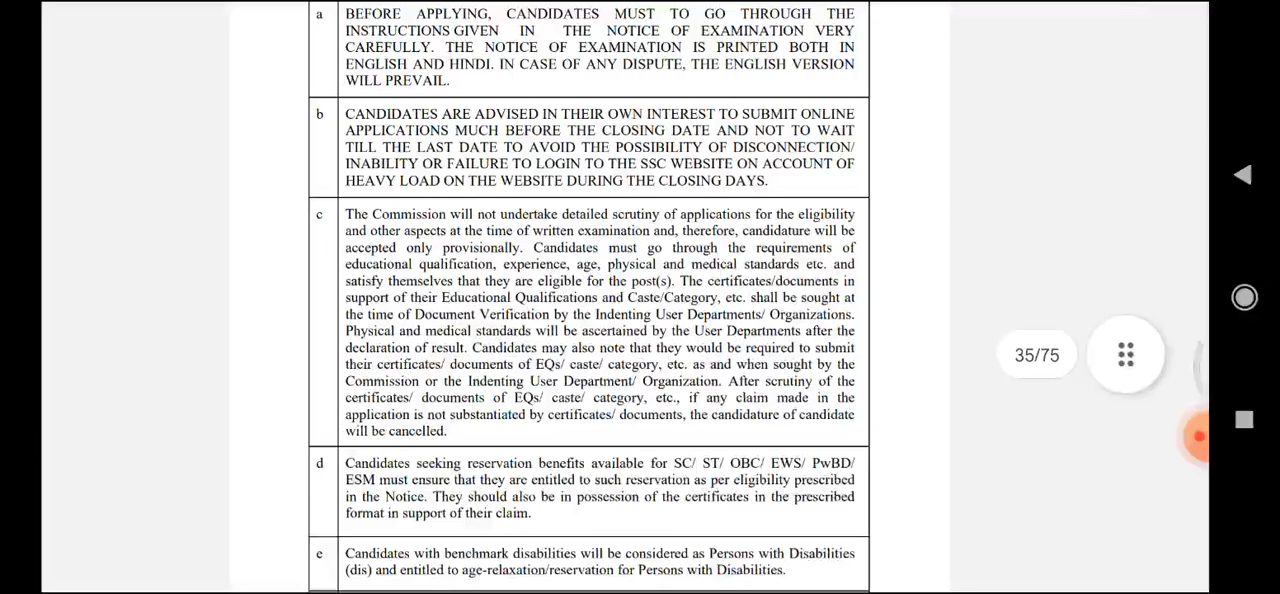 a BEFORE APPLYING, CANDIDATES MUST TO GO THROUGH THE
INSTRUCTIONS GIVEN IN THE NOTICE OF EXAMINATION VERY
CAREFULLY. THE NOTICE OF EXAMINATION IS PRINTED BOTH IN
ENGLISH AND HINDI. IN CASE OF ANY DISPUTE, THE ENGLISH VERSION
WILL PREVAIL.
b CANDIDATES ARE ADVISED IN THEIR OWN INTEREST TO SUBMIT ONLINE
APPLICATIONS MUCH BEFORE THE CLOSING DATE AND NOT TO WAIT
TILL THE LAST DATE TO AVOID THE POSSIBILITY OF DISCONNECTION/
INABILITY OR FAILURE TO LOGIN TO THE SSC WEBSITE ON ACCOUNT OF
HEAVY LOAD ON THE WEBSITE DURING THE CLOSING DAYS.
c The Commission will not undertake detailed scrutiny of applications for the eligibility
and other aspects at the time of written examination and, therefore, candidature will be
accepted only provisionally. Candidates must go through the requirements of
educational qualification, experience, age, physical and medical standards etc. and
satisfy themselves that they are eligible for the post(s). The certificates/documents in
support of their Educational Qualifications and Caste/Category, etc. shall be sought at
the time of Document Verification by the Indenting User Departments/ Organizations.
Physical and medical standards will be ascertained by the User Departments after the
declaration of result. Candidates may also note that they would be required to submit
their certificates/ documents of EQs/ caste/ category, etc. as and when sought by the
Commission or the Indenting User Department/ Organization. After scrutiny of the
certificates/ documents of EQs/ caste/ category, etc., if any claim made in the
application is not substantiated by certificates/ documents, the candidature of candidate
will be cancelled.
d Candidates seeking reservation benefits available for SC/ ST/ OBC/ EWS/ PwBD/
ESM must ensure that they are entitled to such reservation as per eligibility prescribed
in the Notice. They should also be in possession of the certificates in the prescribed
format in support of their claim.
e Candidates with benchmark disabilities will be considered as Persons with Disabilities
(dis) and entitled to age-relaxation/reservation for Persons with Disabilities.
35/75